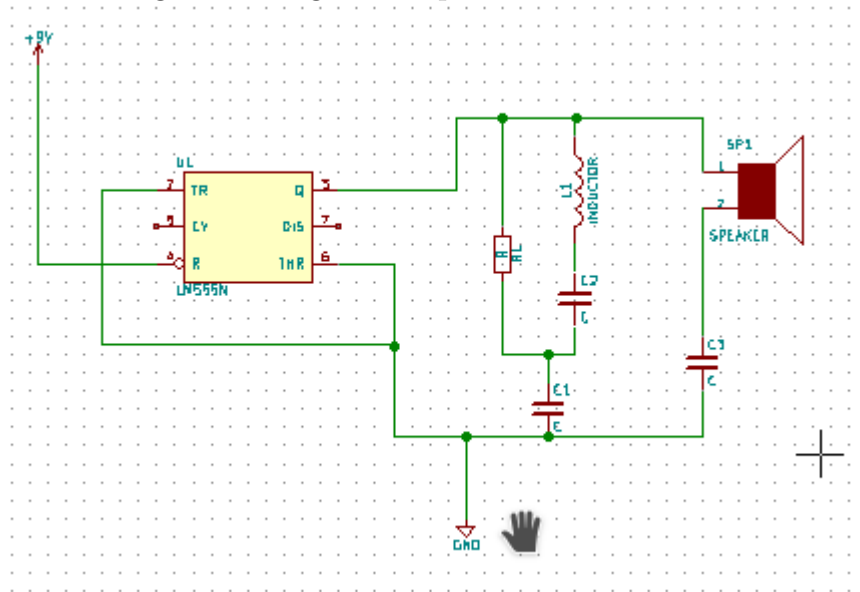 +9V
U1
2
TR
Q
3
5
CV
DIS
7
4
R
THR
6
LM555N
R
R1
L1
INDUCTOR
C2
C
C1
C
SP1
1
2
SPEAKER
C3
C
GND